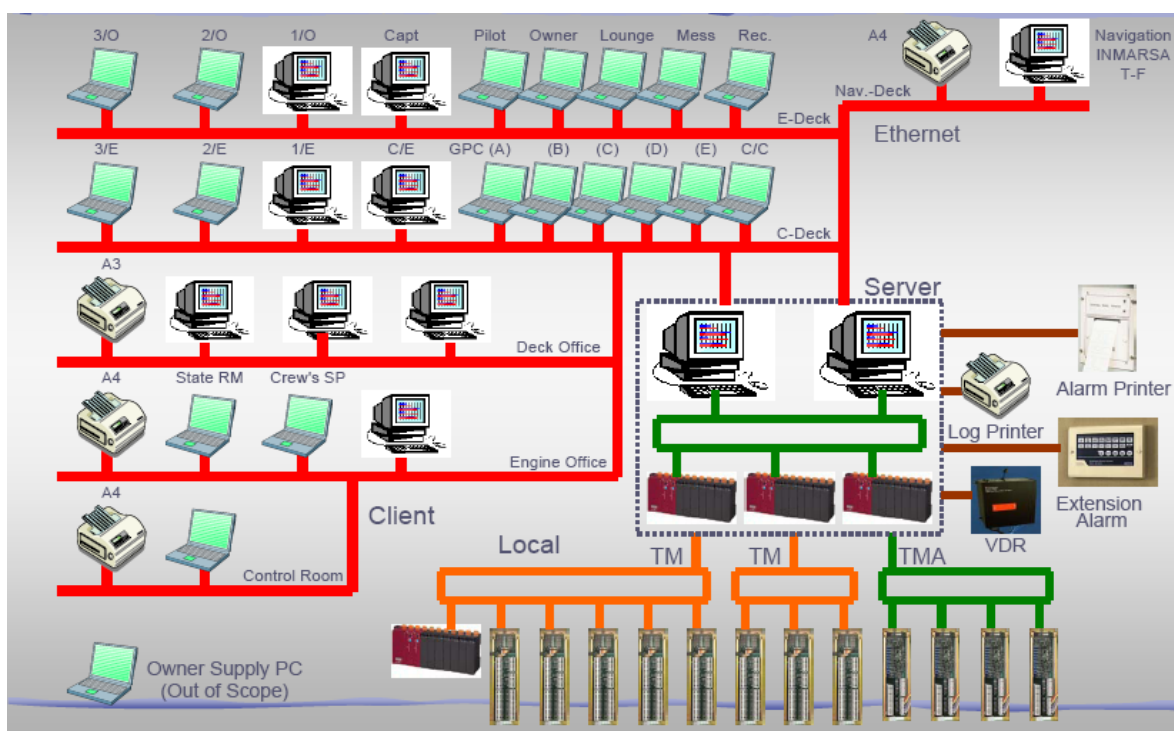 3/O 2/O 1/O Capt Pilot Owner Lounge Mess Rec. A4 Navigation
INMARSA
T-F
Nav.-Deck
E-Deck
Ethernet
3/E 2/E 1/E C/E GPC (A) (B) (C) (D) (E) C/C
C-Deck
A3
Server
Deck Office
State RM Crew's SP
A4
Alarm Printer
Log Printer
Engine Office
A4
Client
Extension
Alarm
VDR
Local TM TM TMA
Control Room
Owner Supply PC
(Out of Scope)